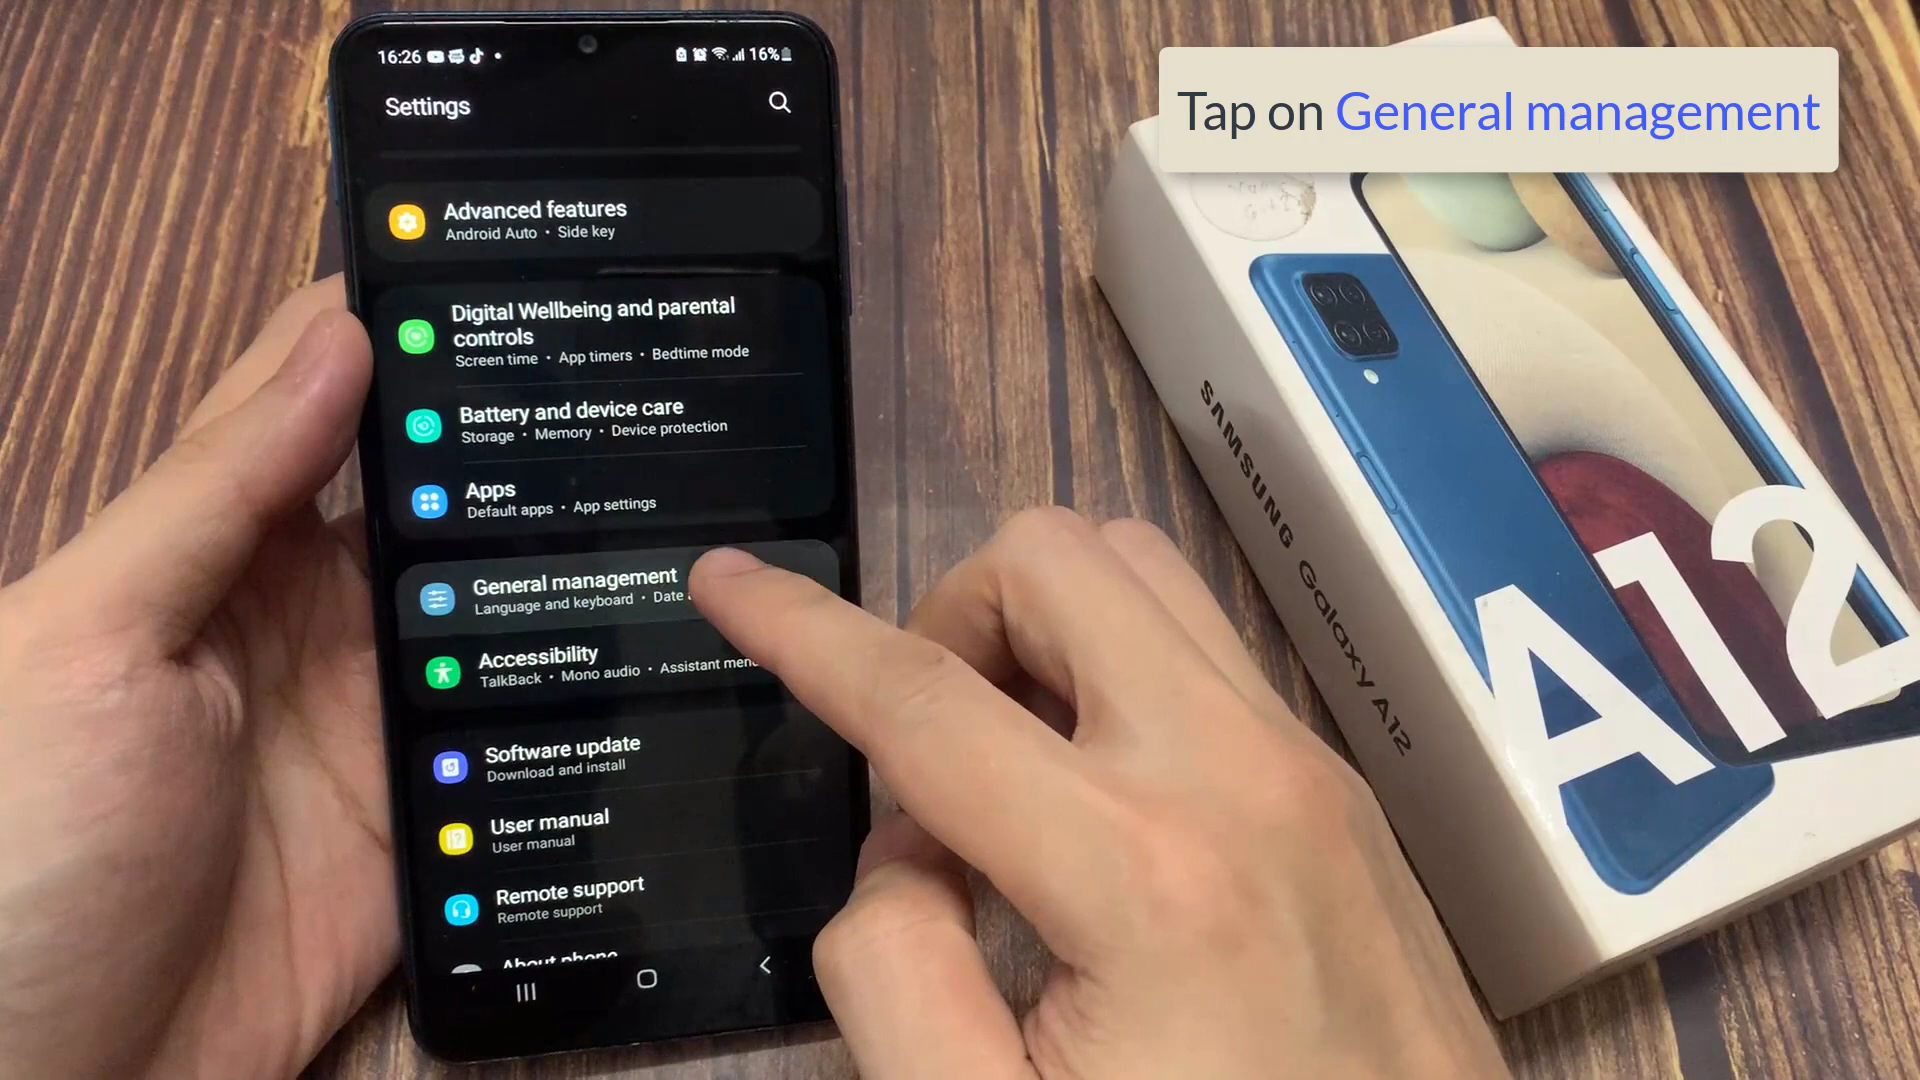 16:26
16%
Settings
Advanced features
Android Auto • Side key
Digital Wellbeing and parental
controls
Screen time • App timers • Bedtime mode
Battery and device care
Storage • Memory • Device protection
Apps
Default apps • App settings
General management
Language and keyboard • Date
Accessibility
TalkBack • Mono audio • Assistant menu
Software update
Download and install
User manual
User manual
Remote support
Remote support
About phone
Tap on General management
SAMSUNG Galaxy A12
A12